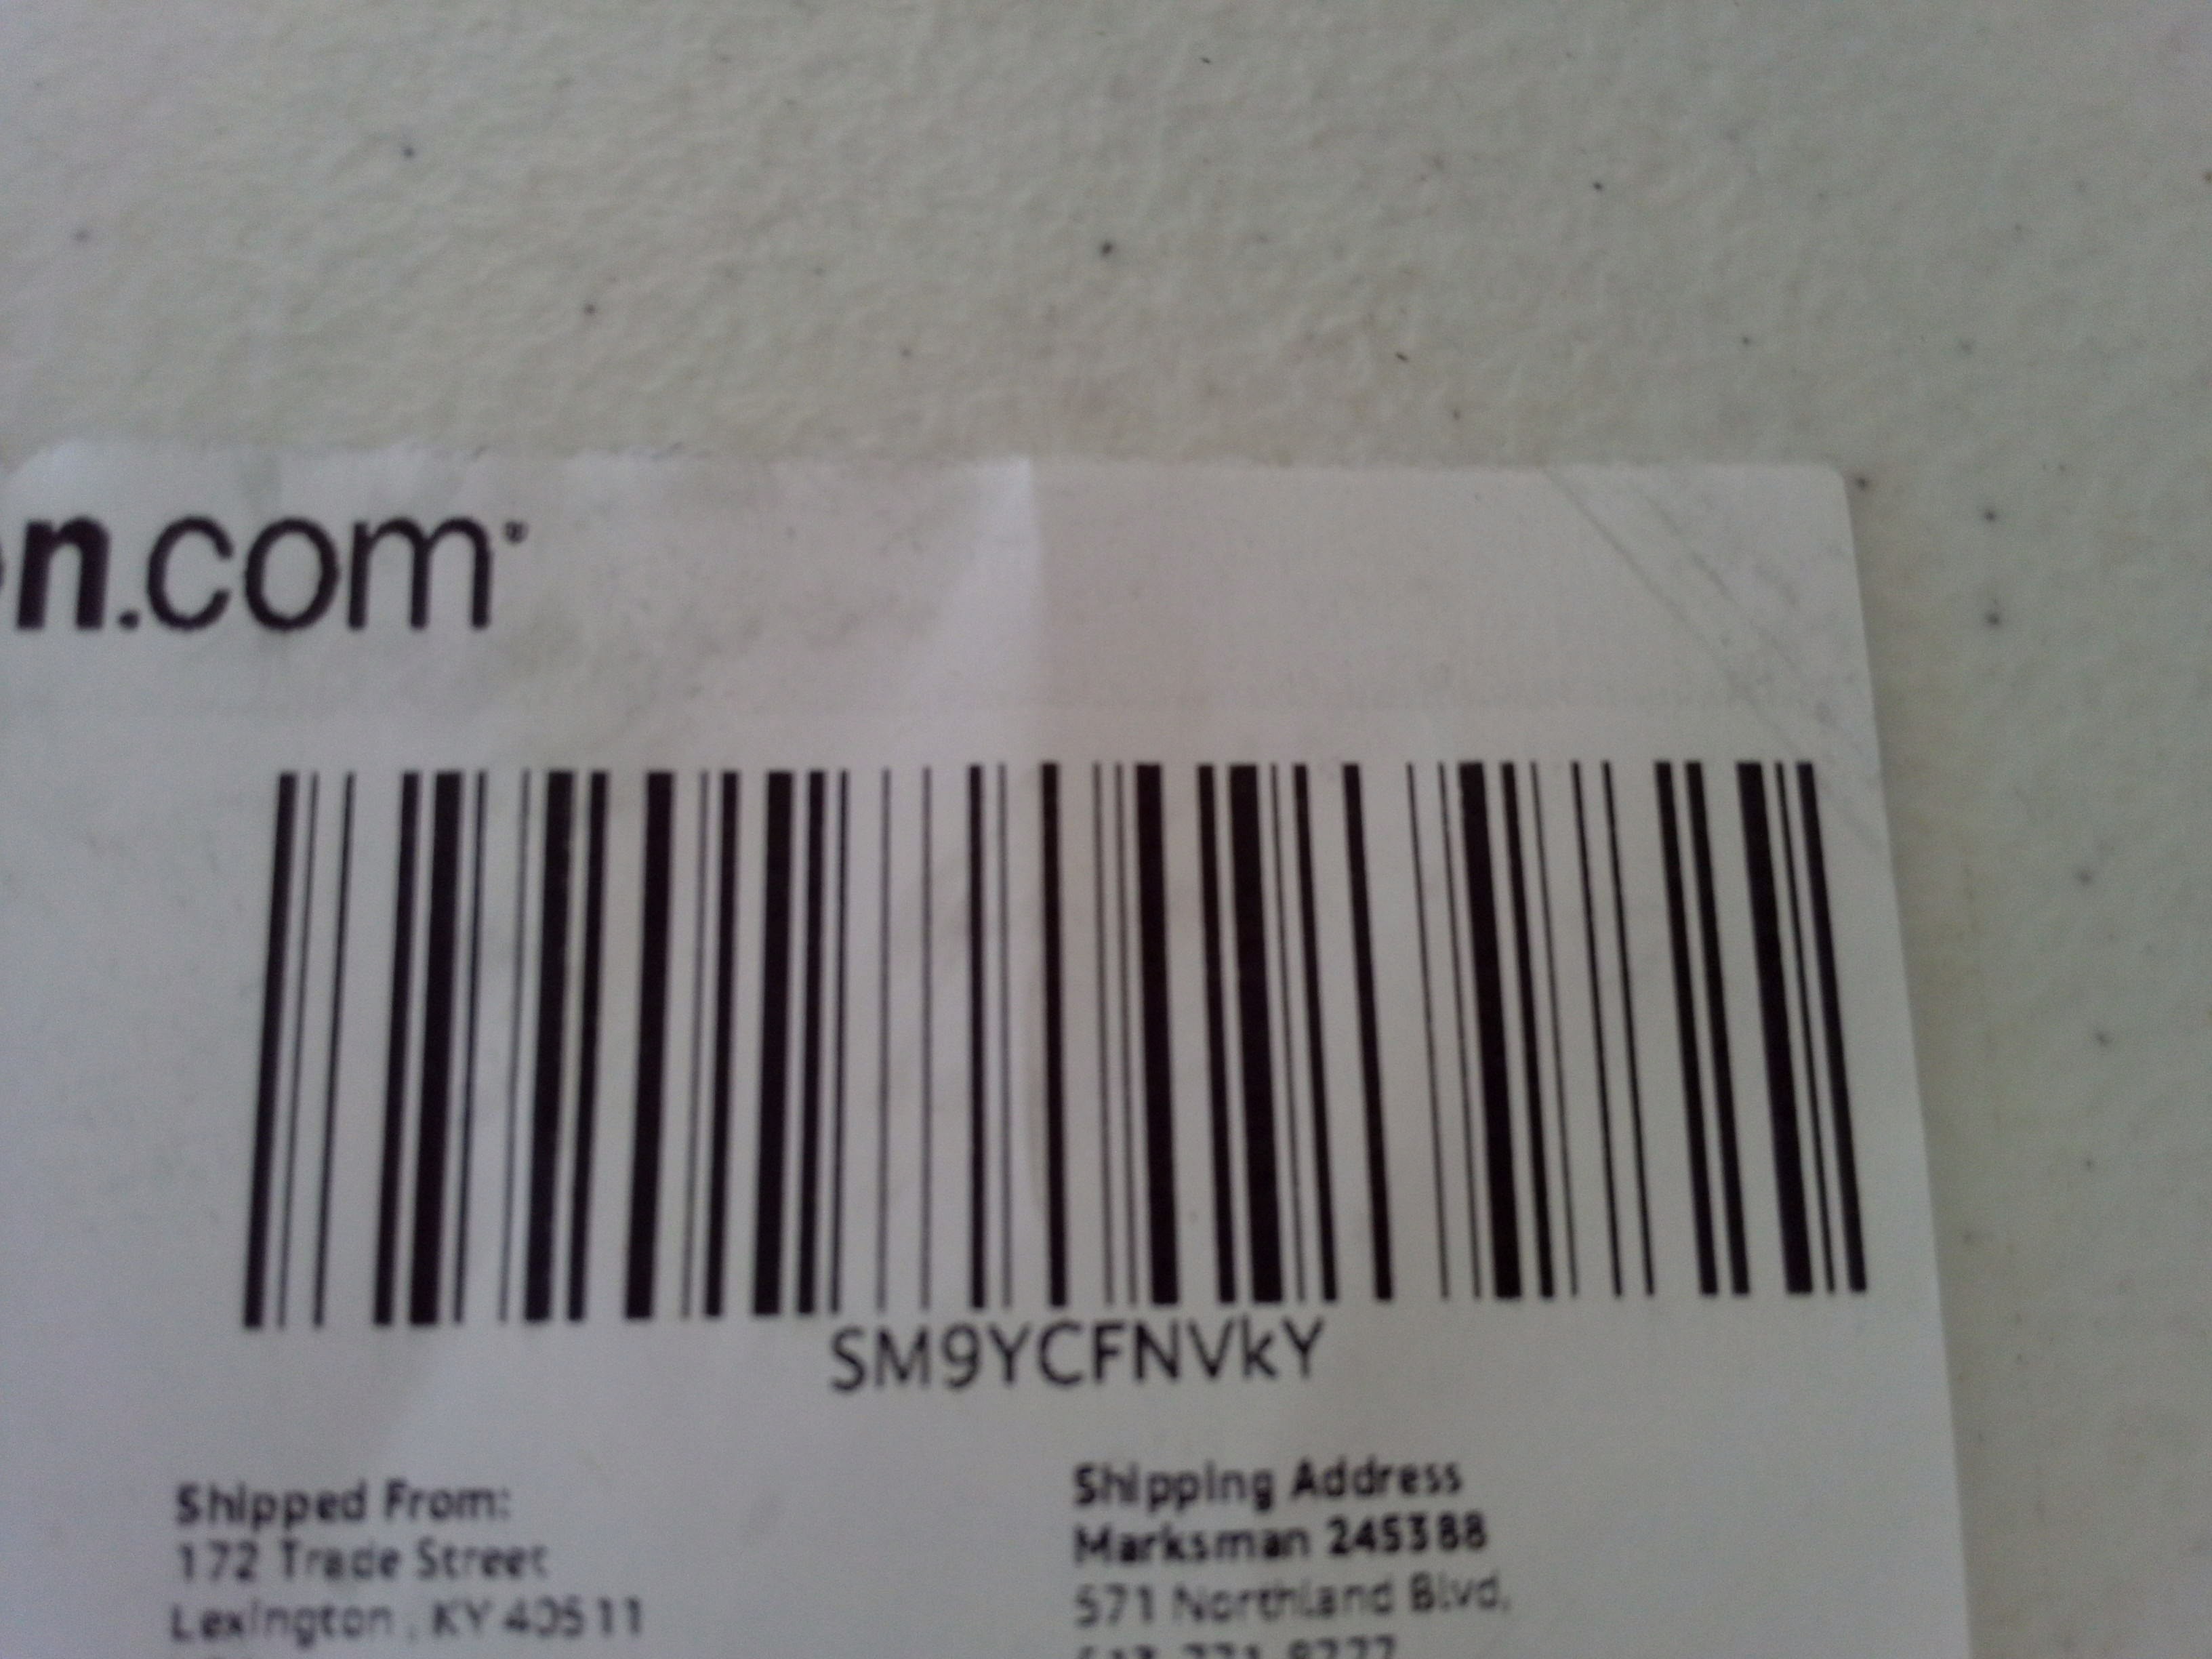 n.com
SM9YCFNVkY
Shipped From:
172 Trade Street
Lexington , KY 40511
Shipping Address
Marksman 245388
571 Northland Blvd,